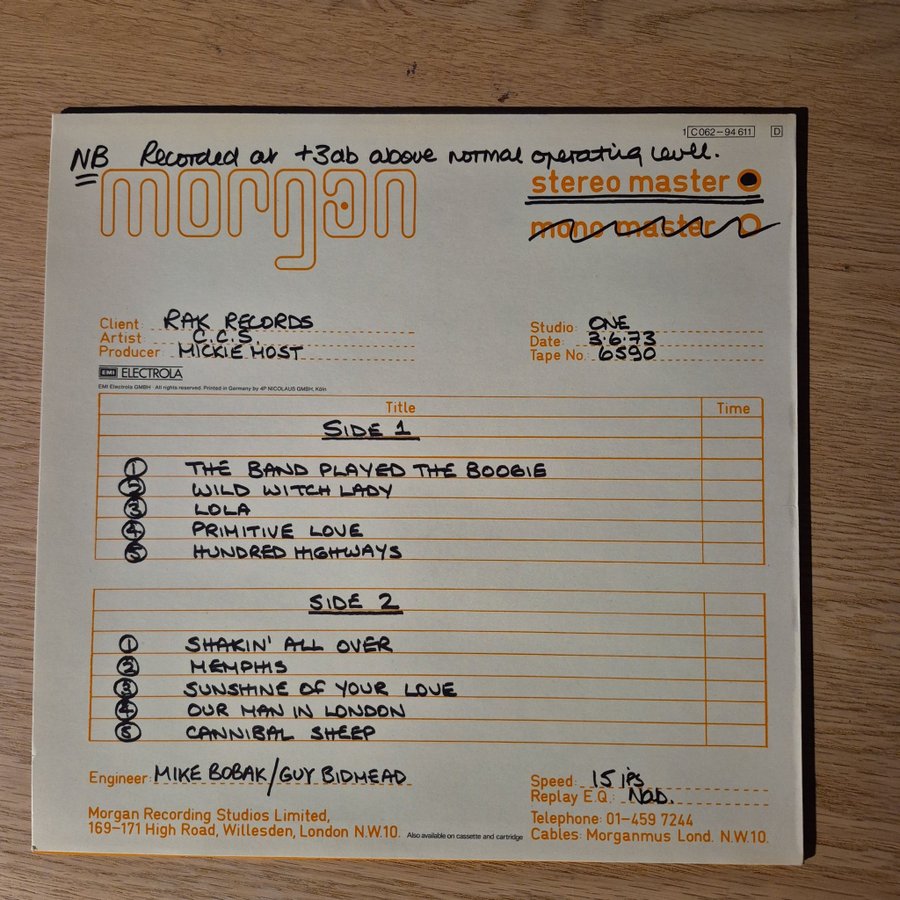 1 C 062-94 611 D
NB Recorded at +3db above normal operating level.
morgan
stereo master
mono master
Client: RAK RECORDS
Artist: C.C.S.
Producer: MICKIE MOST
Studio: ONE
Date: 3.6.73
Tape No. 6590
EMI ELECTROLA
EMI Electrola GMBH · All rights reserved. Printed in Germany by 4P NICOLAUS GMBH, Köln
Title Time
SIDE 1
1 THE BAND PLAYED THE BOOGIE
2 WILD WITCH LADY
3 LOLA
4 PRIMITIVE LOVE
5 HUNDRED HIGHWAYS
SIDE 2
1 SHAKIN' ALL OVER
2 MEMPHIS
3 SUNSHINE OF YOUR LOVE
4 OUR MAN IN LONDON
5 CANNIBAL SHEEP
Engineer: MIKE BOBAK/GUY BIDMEAD
Speed: 15 ips
Replay E.Q. Nab.
Morgan Recording Studios Limited,
169-171 High Road, Willesden, London N.W.10.
Also available on cassette and cartridge
Telephone: 01-459 7244
Cables: Morganmus Lond. N.W.10.